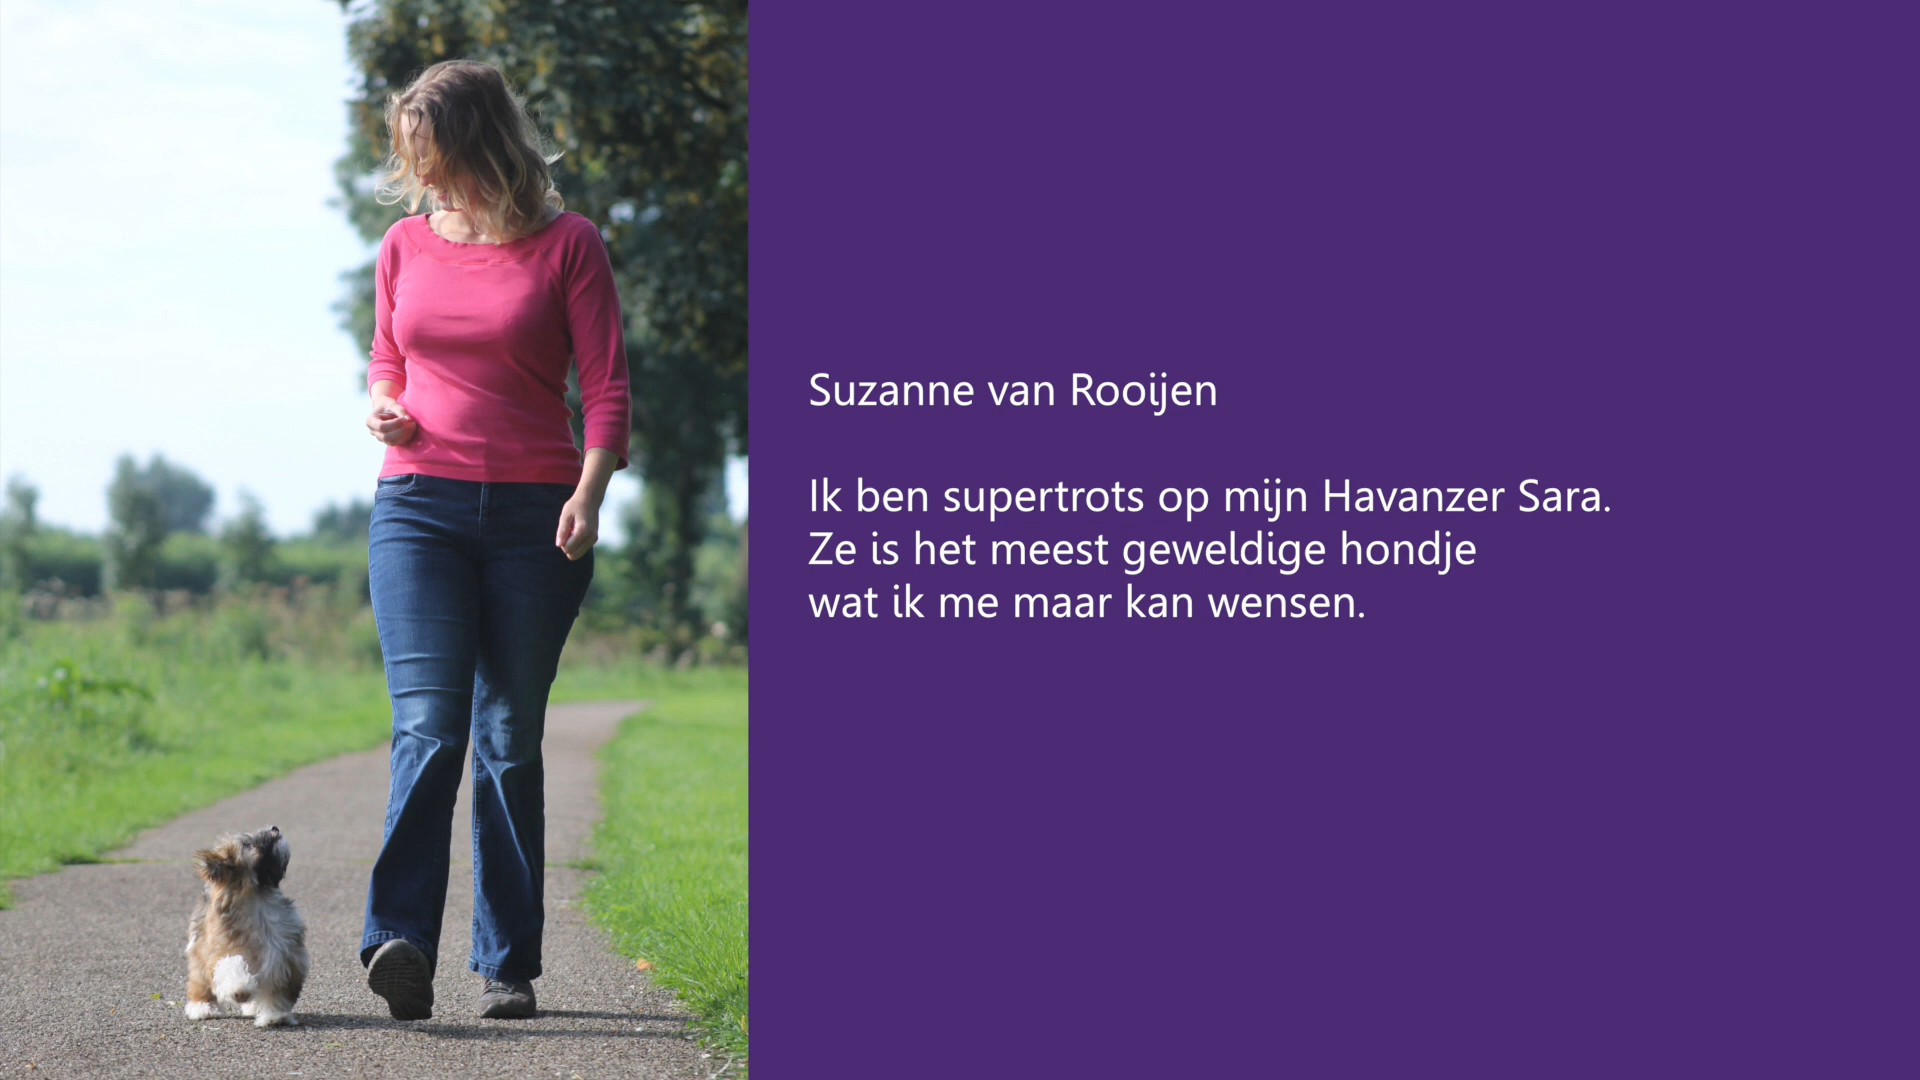 Suzanne van Rooijen
Ik ben supertrots op mijn Havanzer Sara.
Ze is het meest geweldige hondje
wat ik me maar kan wensen.